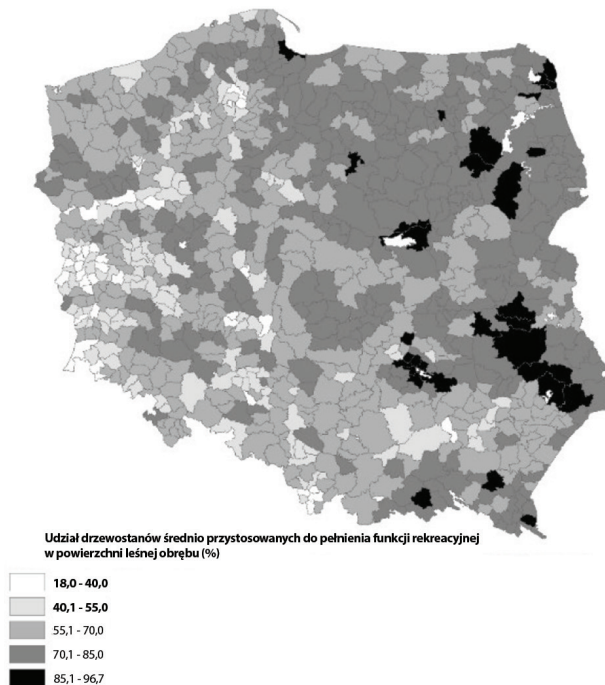 Udział drzewostanów średnio przystosowanych do pełnienia funkcji rekreacyjnej
w powierzchni leśnej obrębu (%)
18,0 - 40,0
40,1 - 55,0
55,1 - 70,0
70,1 - 85,0
85,1 - 96,7